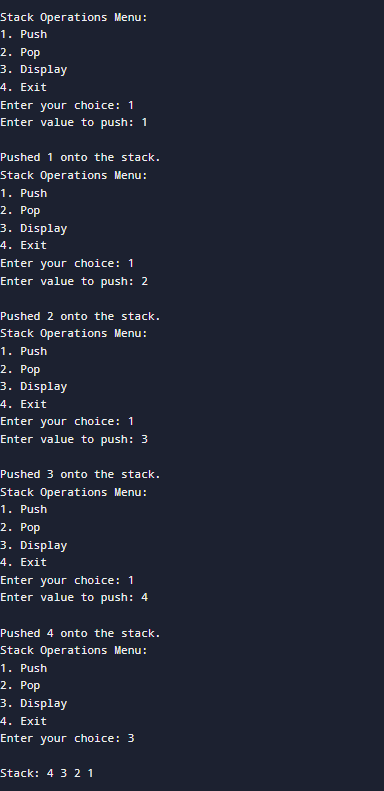 Stack Operations Menu:
1. Push
2. Pop
3. Display
4. Exit
Enter your choice: 1
Enter value to push: 1
Pushed 1 onto the stack.
Stack Operations Menu:
1. Push
2. Pop
3. Display
4. Exit
Enter your choice: 1
Enter value to push: 2
Pushed 2 onto the stack.
Stack Operations Menu:
1. Push
2. Pop
3. Display
4. Exit
Enter your choice: 1
Enter value to push: 3
Pushed 3 onto the stack.
Stack Operations Menu:
1. Push
2. Pop
3. Display
4. Exit
Enter your choice: 1
Enter value to push: 4
Pushed 4 onto the stack.
Stack Operations Menu:
1. Push
2. Pop
3. Display
4. Exit
Enter your choice: 3
Stack: 4 3 2 1